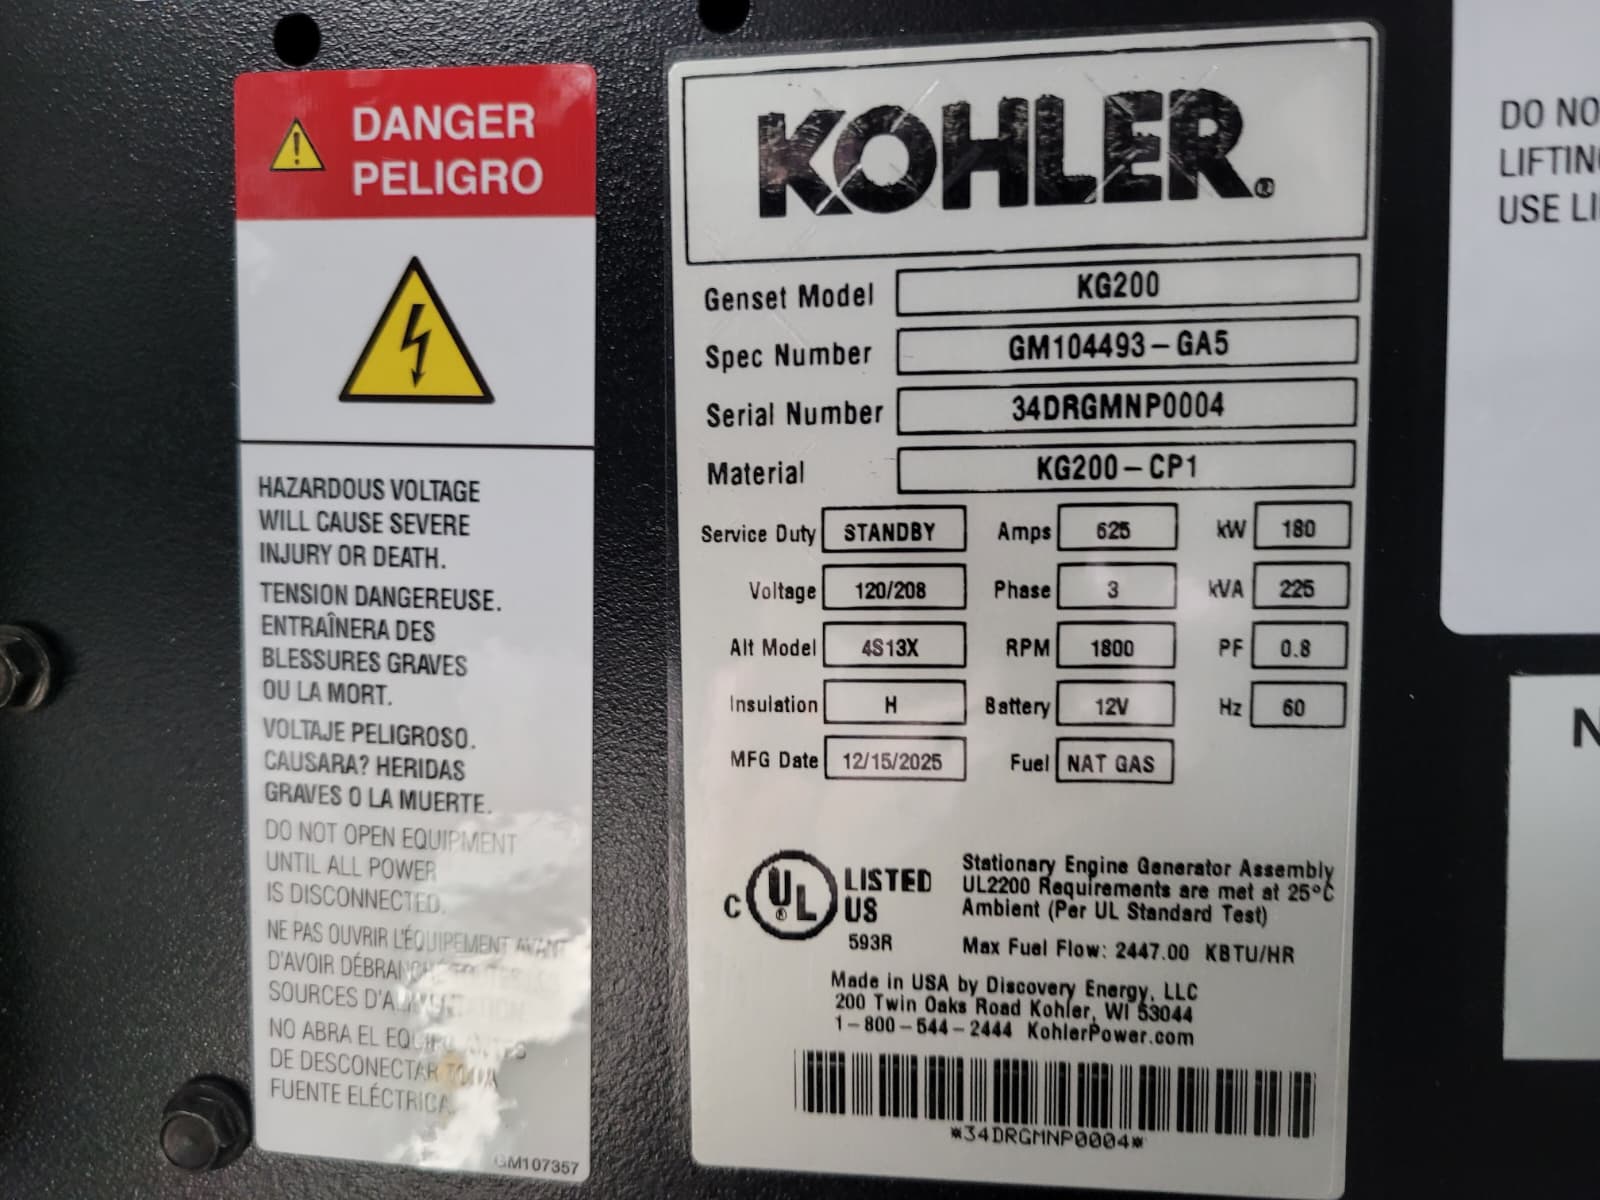 DANGER
PELIGRO
HAZARDOUS VOLTAGE
WILL CAUSE SEVERE
INJURY OR DEATH.
TENSION DANGEREUSE.
ENTRAÎNERA DES
BLESSURES GRAVES
OU LA MORT.
VOLTAJE PELIGROSO.
CAUSARA? HERIDAS
GRAVES O LA MUERTE.
DO NOT OPEN EQUIPMENT
UNTIL ALL POWER
IS DISCONNECTED.
NE PAS OUVRIR L'ÉQUIPEMENT AVANT
D'AVOIR
SOURCES
NO ABRA EL
DE DESCONECTAR
FUENTE ELÉCTRICA.
GM107357
KOHLER®
Genset Model KG200
Spec Number GM104493-GA5
Serial Number 34DRGMNP0004
Material KG200-CP1
Service Duty STANDBY Amps 625 kW 180
Voltage 120/208 Phase 3 kVA 225
Alt Model 4S13X RPM 1800 PF 0.8
Insulation H Battery 12V Hz 60
MFG Date 12/15/2025 Fuel NAT GAS
C UL® LISTED
US
593R
Stationary Engine Generator Assembly
UL2200 Requirements are met at 25°C
Ambient (Per UL Standard Test)
Max Fuel Flow: 2447.00 KBTU/HR
Made in USA by Discovery Energy, LLC
200 Twin Oaks Road Kohler, WI 53044
1-800-544-2444 KohlerPower.com
*34DRGMNP0004*
DO NO
LIFTIN
USE LI
N